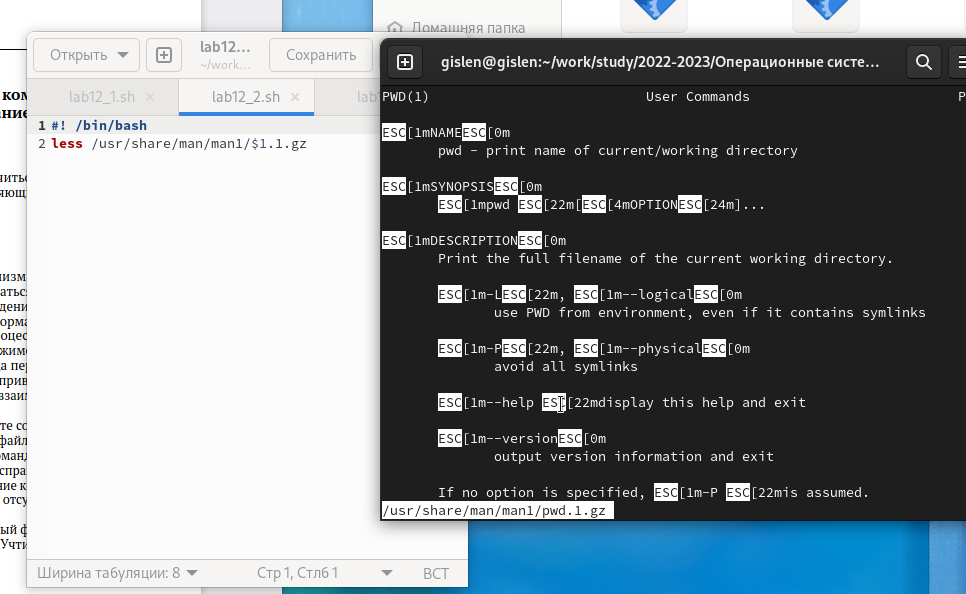 Домашняя папка
Открыть
lab12...
~/work...
Сохранить
lab12_1.sh ×
lab12_2.sh ×
lab
1 #! /bin/bash
2 less /usr/share/man/man1/$1.1.gz
Ширина табуляции: 8
Стр 1, Стлб 1
ВСТ
gislen@gislen:~/work/study/2022-2023/Операционные систе...
PWD(1) User Commands P
ESC[1mNAMEESC[0m
pwd - print name of current/working directory
ESC[1mSYNOPSISESC[0m
ESC[1mpwd ESC[22m[ESC[4mOPTIONESC[24m]...
ESC[1mDESCRIPTIONESC[0m
Print the full filename of the current working directory.
ESC[1m-LESC[22m, ESC[1m--logicalESC[0m
use PWD from environment, even if it contains symlinks
ESC[1m-PESC[22m, ESC[1m--physicalESC[0m
avoid all symlinks
ESC[1m--help ESC[22mdisplay this help and exit
ESC[1m--versionESC[0m
output version information and exit
If no option is specified, ESC[1m-P ESC[22mis assumed.
/usr/share/man/man1/pwd.1.gz